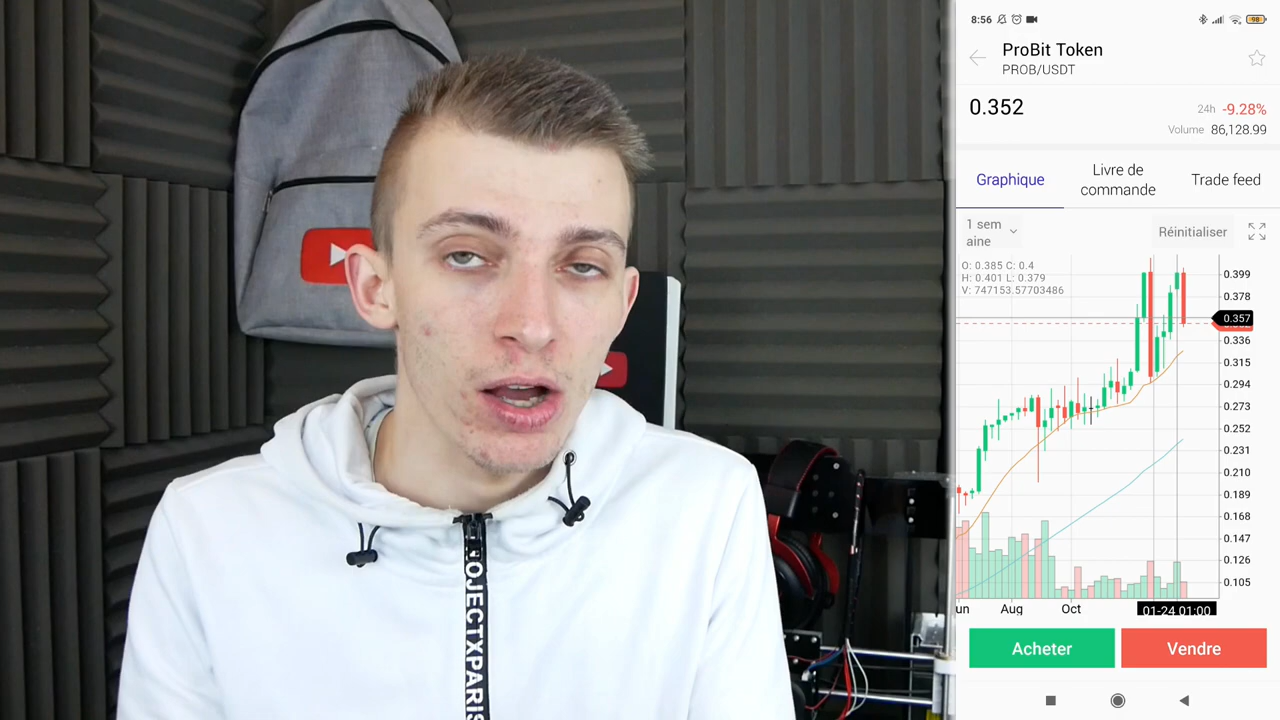 8:56
98
ProBit Token
PROB/USDT
0.352
24h -9.28%
Volume 86,128.99
Graphique
Livre de
commande
Trade feed
1 sem
aine
Réinitialiser
O: 0.385 C: 0.4
H: 0.401 L: 0.379
V: 747153.57703486
0.399
0.378
0.357
0.336
0.315
0.294
0.273
0.252
0.231
0.210
0.189
0.168
0.147
0.126
0.105
un
Aug
Oct
01-24 01:00
Acheter
Vendre
NOJECTXPARIS